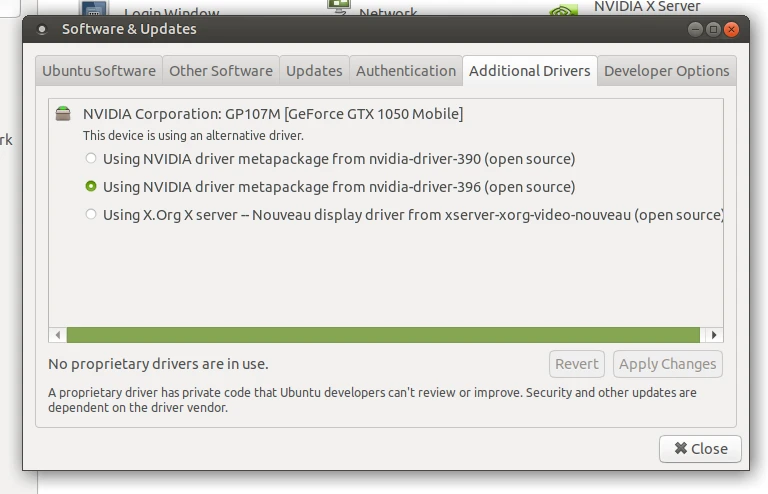 Login Window
Network
NVIDIA X Server
Software & Updates
rk
Ubuntu Software
Other Software
Updates
Authentication
Additional Drivers
Developer Options
NVIDIA Corporation: GP107M [GeForce GTX 1050 Mobile]
This device is using an alternative driver.
Using NVIDIA driver metapackage from nvidia-driver-390 (open source)
Using NVIDIA driver metapackage from nvidia-driver-396 (open source)
Using X.Org X server -- Nouveau display driver from xserver-xorg-video-nouveau (open source)
No proprietary drivers are in use.
Revert
Apply Changes
A proprietary driver has private code that Ubuntu developers can't review or improve. Security and other updates are
dependent on the driver vendor.
Close